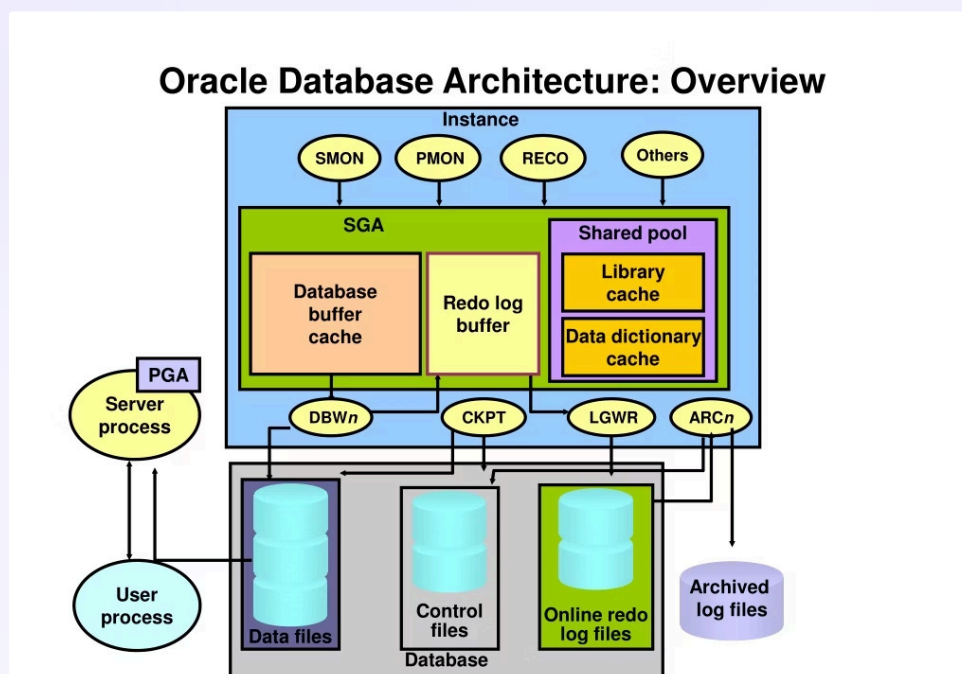 Oracle Database Architecture: Overview
Instance
SMON
PMON
RECO
Others
SGA
Shared pool
Library
cache
Data dictionary
cache
Database
buffer
cache
Redo log
buffer
PGA
Server
process
DBWn
CKPT
LGWR
ARCn
User
process
Data files
Control
files
Online redo
log files
Archived
log files
Database